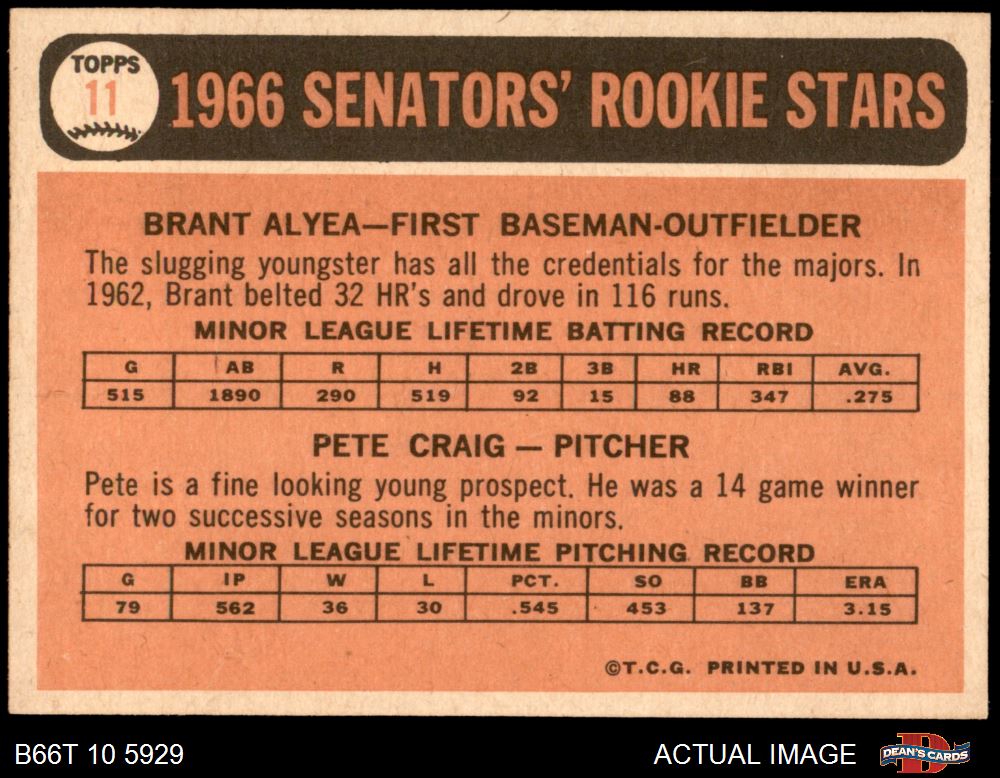 TOPPS
11
1966 SENATORS' ROOKIE STARS
BRANT ALYEA—FIRST BASEMAN-OUTFIELDER
The slugging youngster has all the credentials for the majors. In
1962, Brant belted 32 HR's and drove in 116 runs.
MINOR LEAGUE LIFETIME BATTING RECORD
G AB R H 2B 3B HR RBI AVG.
515 1890 290 519 92 15 88 347 .275
PETE CRAIG — PITCHER
Pete is a fine looking young prospect. He was a 14 game winner
for two successive seasons in the minors.
MINOR LEAGUE LIFETIME PITCHING RECORD
G IP W L PCT. SO BB ERA
79 562 36 30 .545 453 137 3.15
©T.C.G. PRINTED IN U.S.A.
B66T 10 5929
ACTUAL IMAGE
DEAN'S CARDS